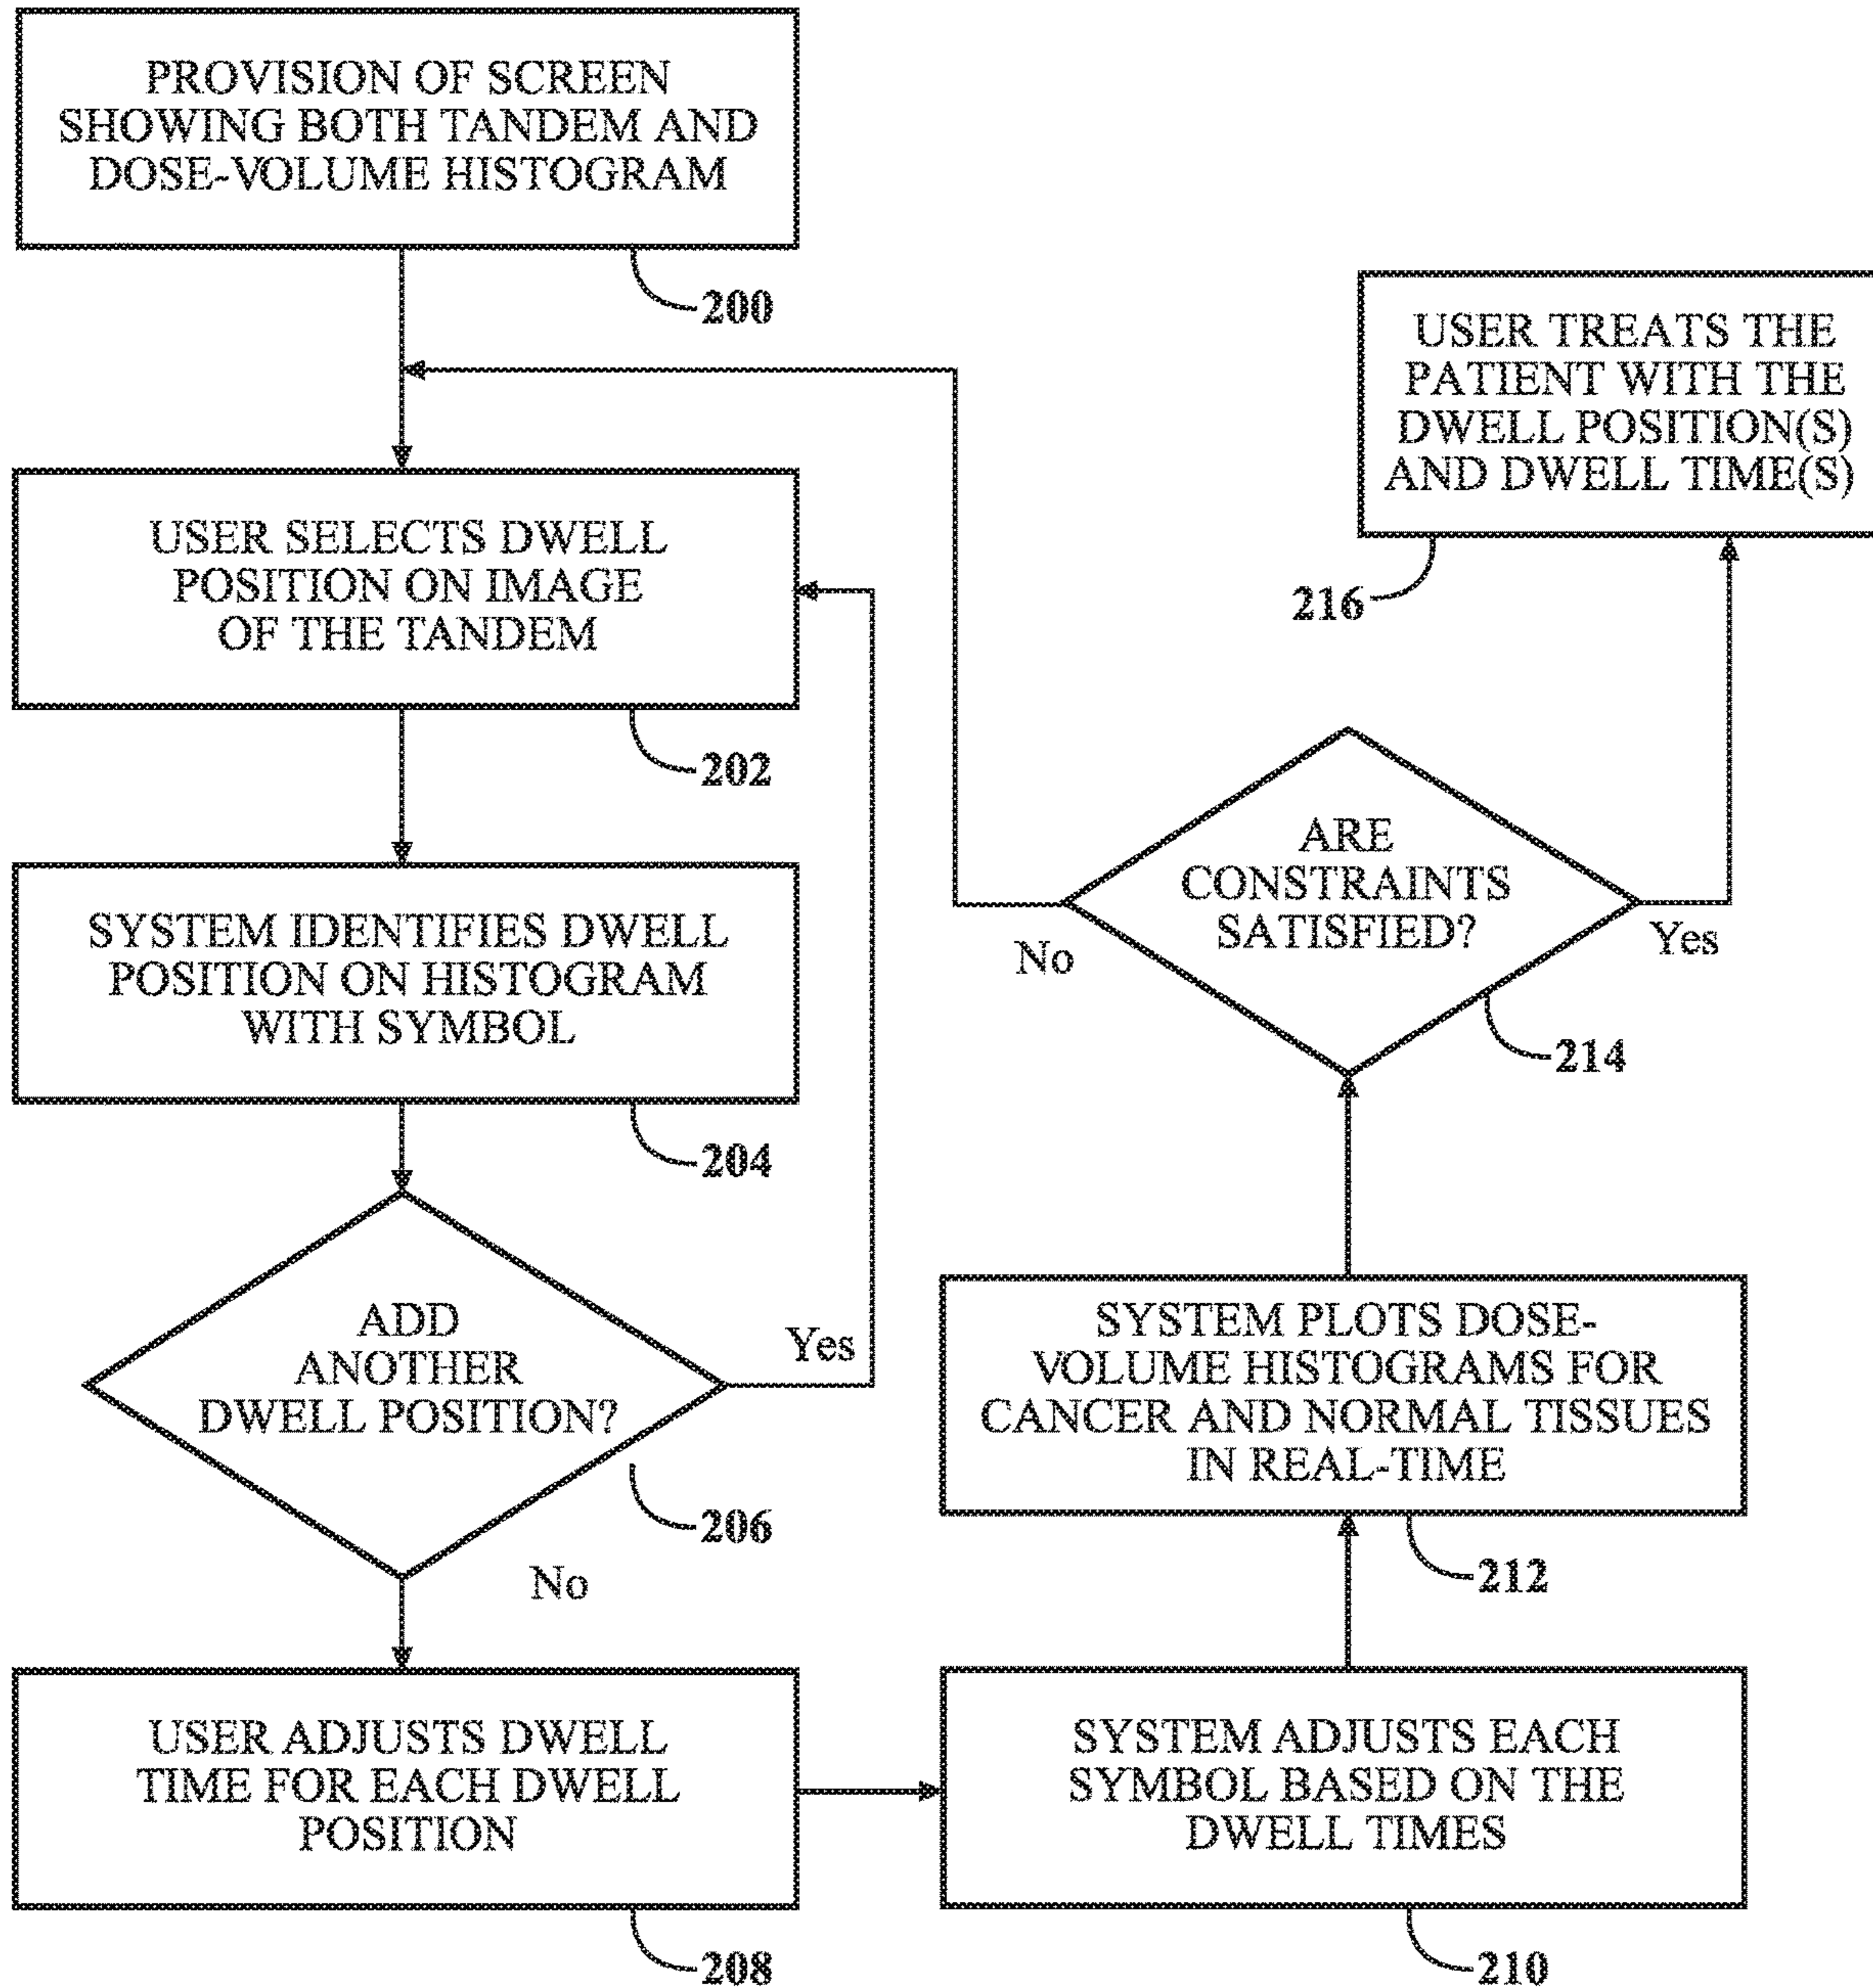 PROVISION OF SCREEN
SHOWING BOTH TANDEM AND
DOSE-VOLUME HISTOGRAM
200
USER SELECTS DWELL
POSITION ON IMAGE
OF THE TANDEM
202
SYSTEM IDENTIFIES DWELL
POSITION ON HISTOGRAM
WITH SYMBOL
204
ADD
ANOTHER
DWELL POSITION?
Yes
206
No
USER ADJUSTS DWELL
TIME FOR EACH DWELL
POSITION
208
SYSTEM ADJUSTS EACH
SYMBOL BASED ON THE
DWELL TIMES
210
SYSTEM PLOTS DOSE-
VOLUME HISTOGRAMS FOR
CANCER AND NORMAL TISSUES
IN REAL-TIME
212
ARE
CONSTRAINTS
SATISFIED?
No
Yes
214
USER TREATS THE
PATIENT WITH THE
DWELL POSITION(S)
AND DWELL TIME(S)
216